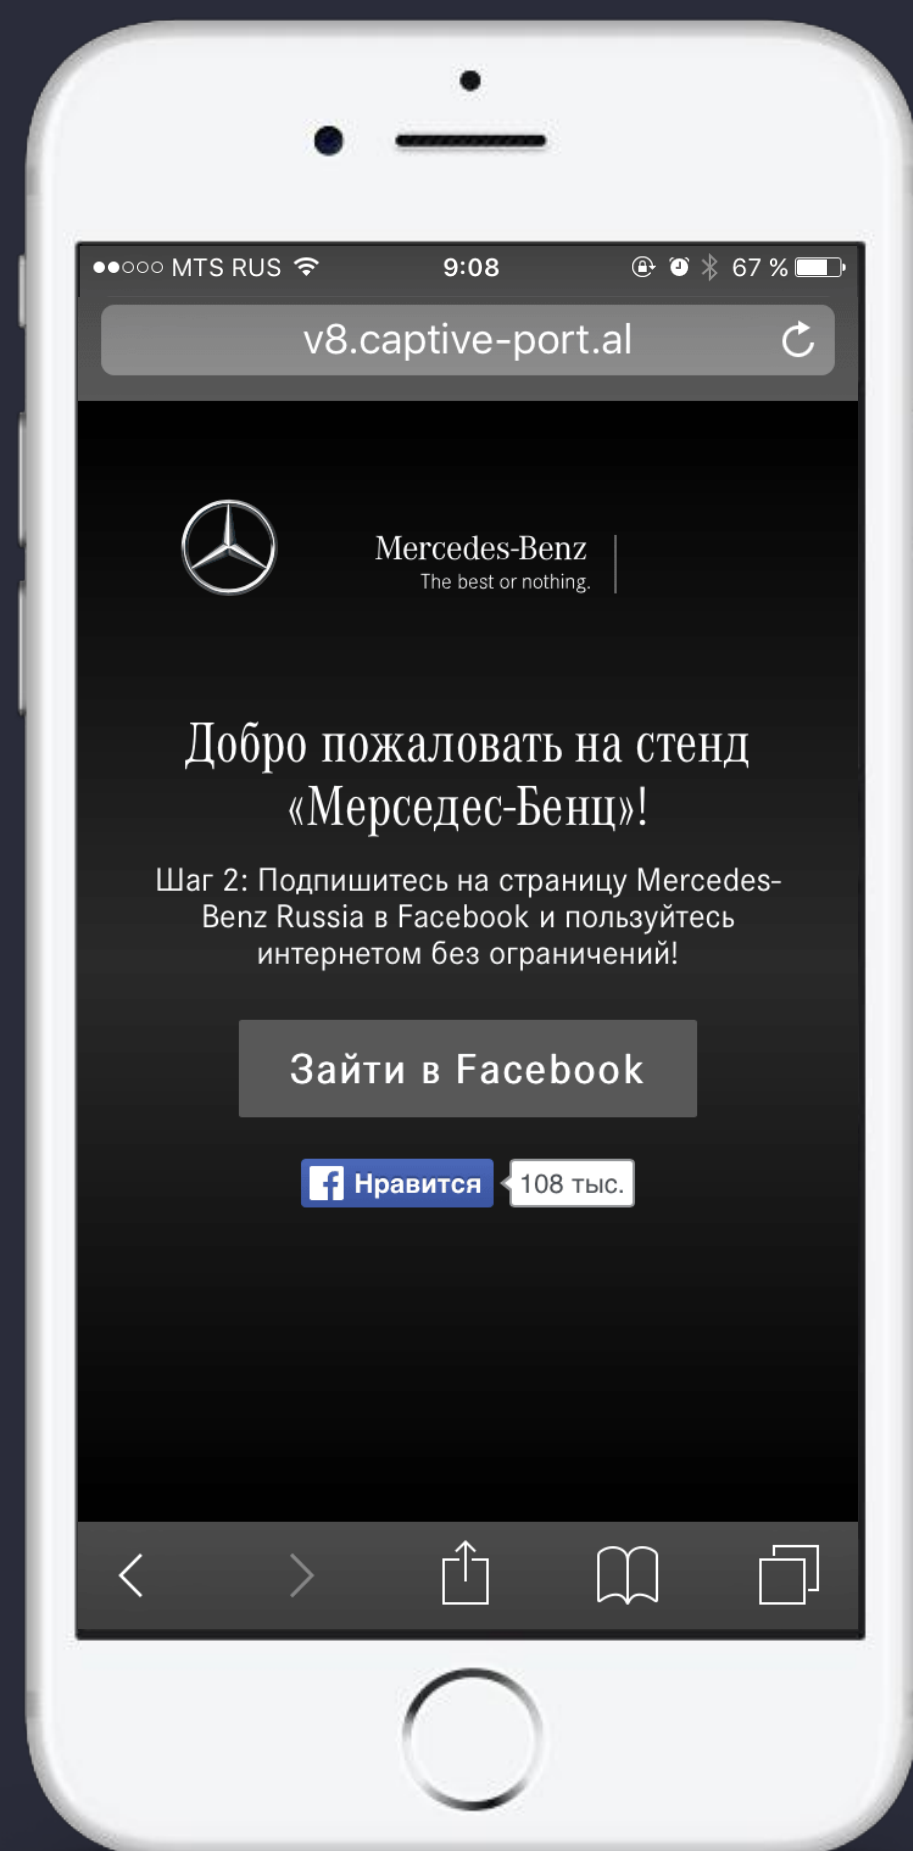 MTS RUS 9:08 67 %
v8.captive-port.al
Mercedes-Benz
The best or nothing.
Добро пожаловать на стенд
«Мерседес-Бенц»!
Шаг 2: Подпишитесь на страницу Mercedes-
Benz Russia в Facebook и пользуйтесь
интернетом без ограничений!
Зайти в Facebook
f Нравится 108 тыс.